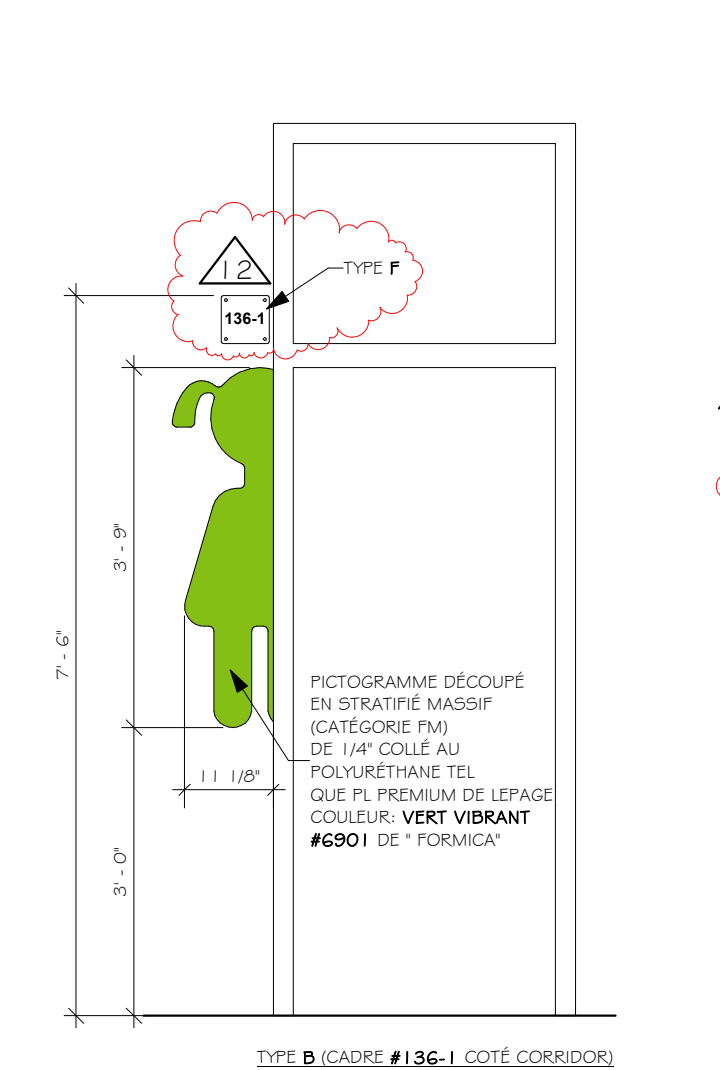 12
TYPE F
136-1
3' - 9"
7' - 6"
PICTOGRAMME DÉCOUPÉ
EN STRATIFIÉ MASSIF
(CATÉGORIE FM)
DE 1/4" COLLÉ AU
POLYURÉTHANE TEL
QUE PL PREMIUM DE LEPAGE
COULEUR: VERT VIBRANT
#6901 DE " FORMICA"
11 1/8"
3' - 0"
TYPE B (CADRE #136-1 COTÉ CORRIDOR)